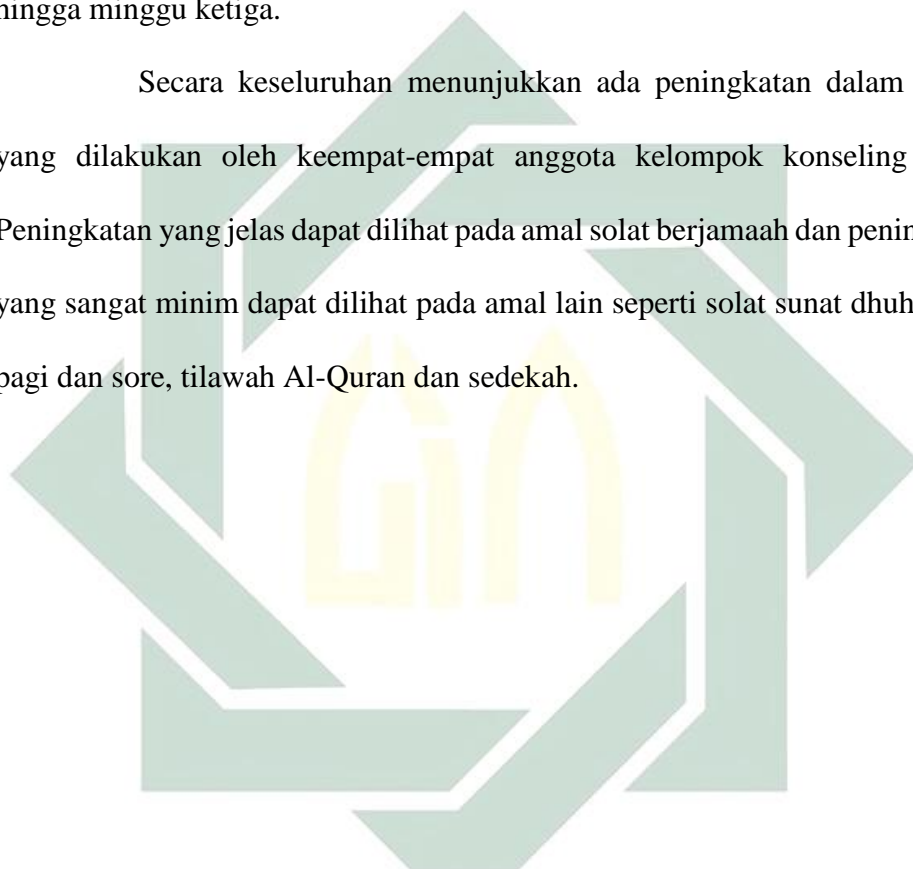 hingga minggu ketiga.
Secara keseluruhan menunjukkan ada peningkatan dalam
yang dilakukan oleh keempat-empat anggota kelompok konseling
Peningkatan yang jelas dapat dilihat pada amal solat berjamaah dan penin
yang sangat minim dapat dilihat pada amal lain seperti solat sunat dhuh
pagi dan sore, tilawah Al-Quran dan sedekah.